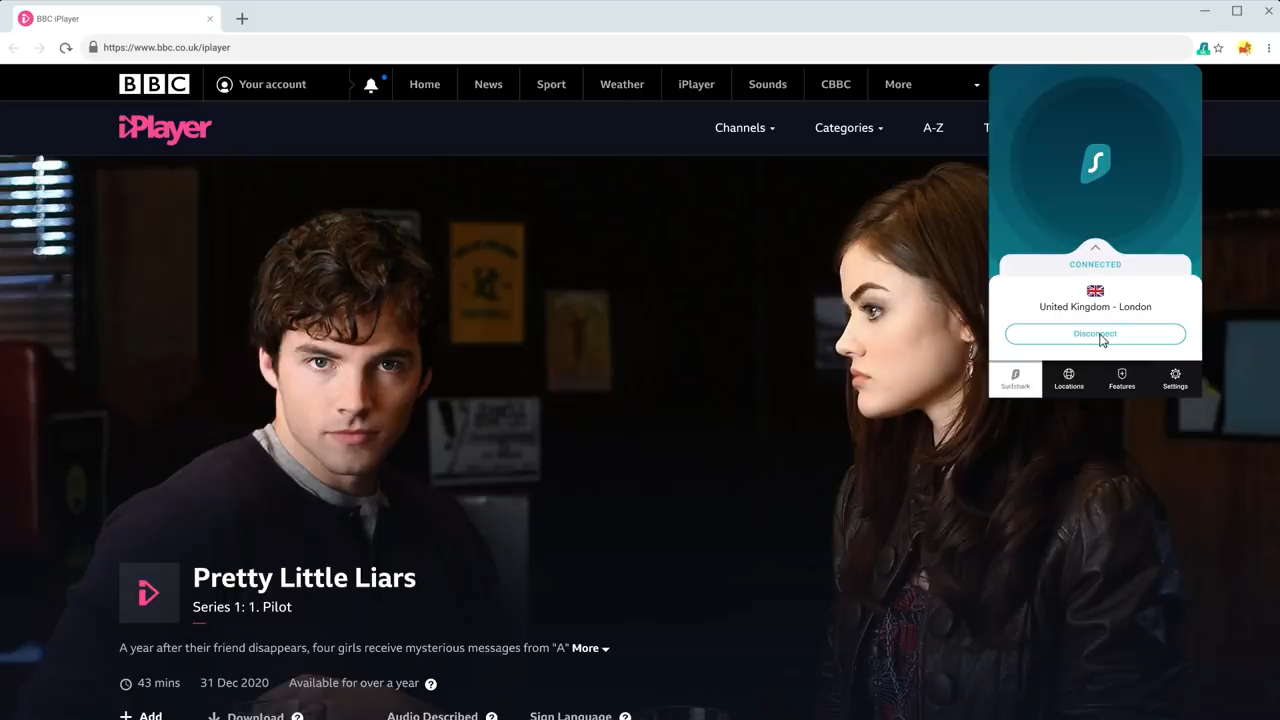 BBC iPlayer
https://www.bbc.co.uk/iplayer
BBC
Your account
Home
News
Sport
Weather
iPlayer
Sounds
CBBC
More
iPlayer
Channels
Categories
A-Z
T
CONNECTED
United Kingdom - London
Disconnect
Surfshark
Locations
Features
Settings
Pretty Little Liars
Series 1: 1. Pilot
A year after their friend disappears, four girls receive mysterious messages from "A" More
43 mins 31 Dec 2020 Available for over a year ?
+ Add Download ? Audio Described ? Sign Language ?